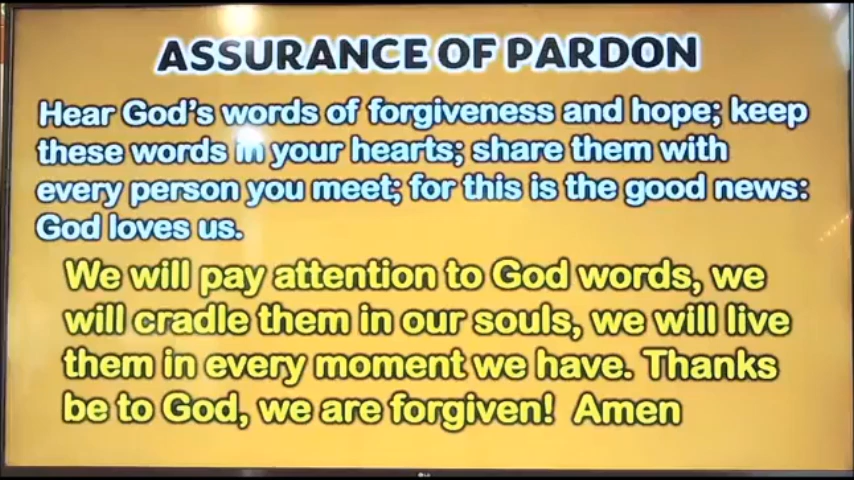 ASSURANCE OF PARDON
Hear God's words of forgiveness and hope; keep
these words in your hearts; share them with
every person you meet; for this is the good news:
God loves us.
We will pay attention to God words, we
will cradle them in our souls, we will live
them in every moment we have. Thanks
be to God, we are forgiven! Amen
LG